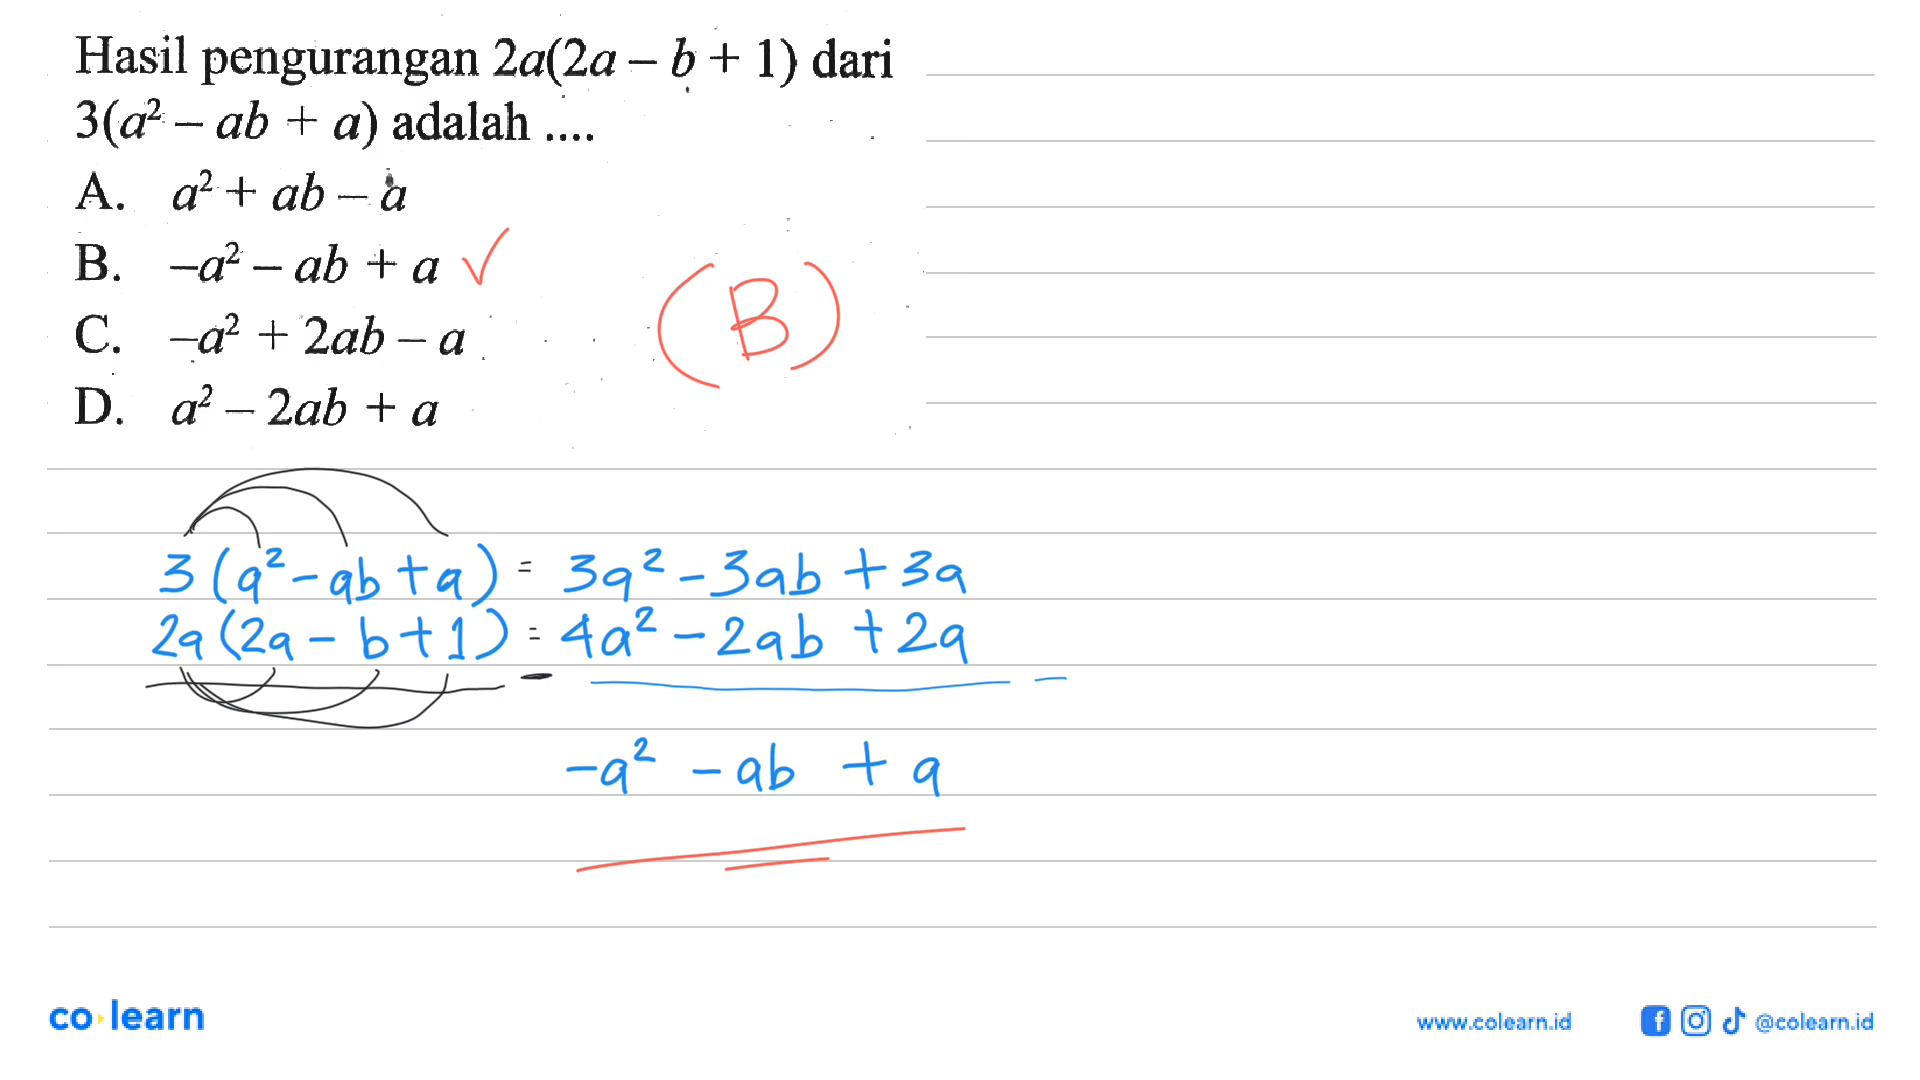 Hasil pengurangan 2a(2a – b + 1) dari
3(a² – ab + a) adalah ....
A. a² + ab – a
B. –a² – ab + a ✓
(B)
C. –a² + 2ab – a
D. a² – 2ab + a
3(a² - ab + a) = 3a² - 3ab + 3a
2a(2a - b + 1) = 4a² - 2ab + 2a
-a² - ab + a
co learn
www.colearn.id
@colearn.id